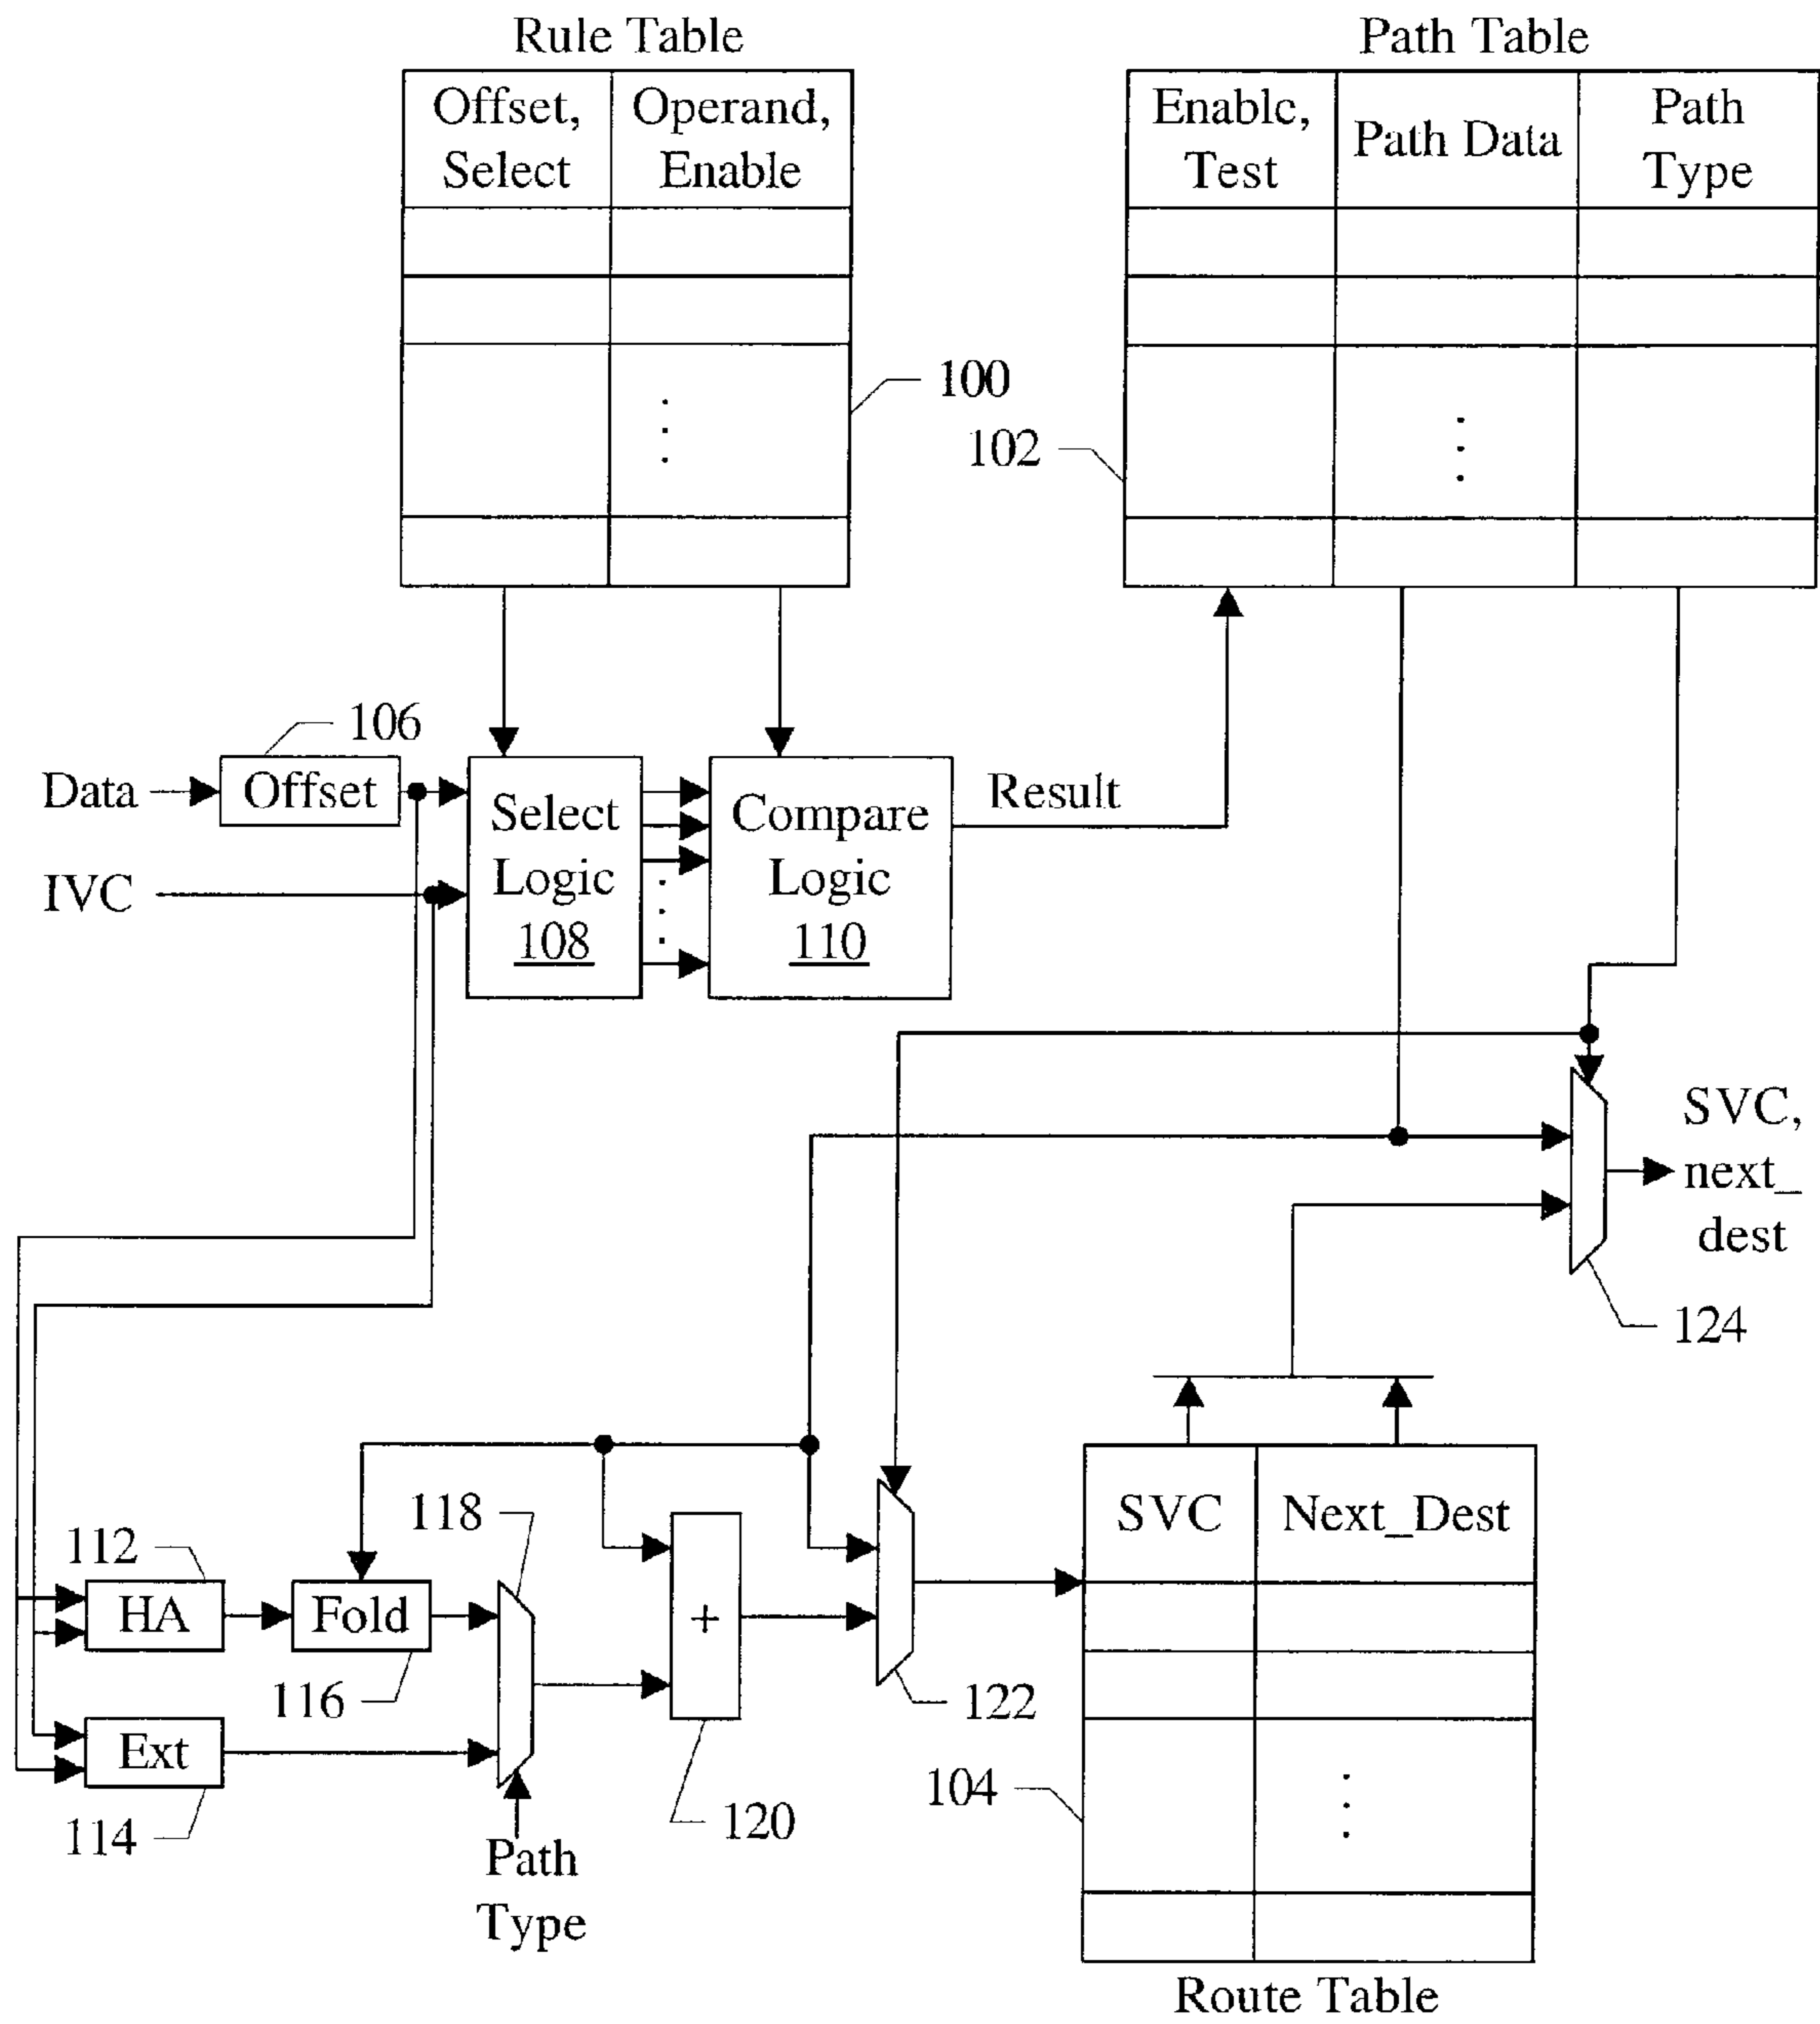 Rule Table
Path Table
Offset,
Select
Operand,
Enable
Enablc,
Test
Path Data
Path
Type
100
102
106
Data
Offset
IVC
Select
Logic
108
Compare
Logic
110
Result
SVC,
next_
dest
124
118
112
HA
Fold
116
Ext
114
Path
Type
+
120
122
SVC
Next_Dest
104
Route Table